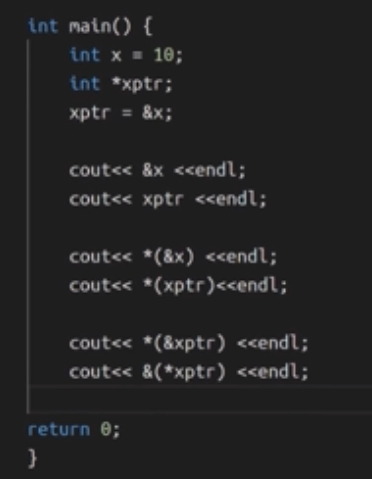 int main() {
int x = 10;
int *xptr;
xptr = &x;
cout<< &x <<endl;
cout<< xptr <<endl;
cout<< *(&x) <<endl;
cout<< *(xptr)<<endl;
cout<< *(&xptr) <<endl;
cout<< &(*xptr) <<endl;
return 0;
}